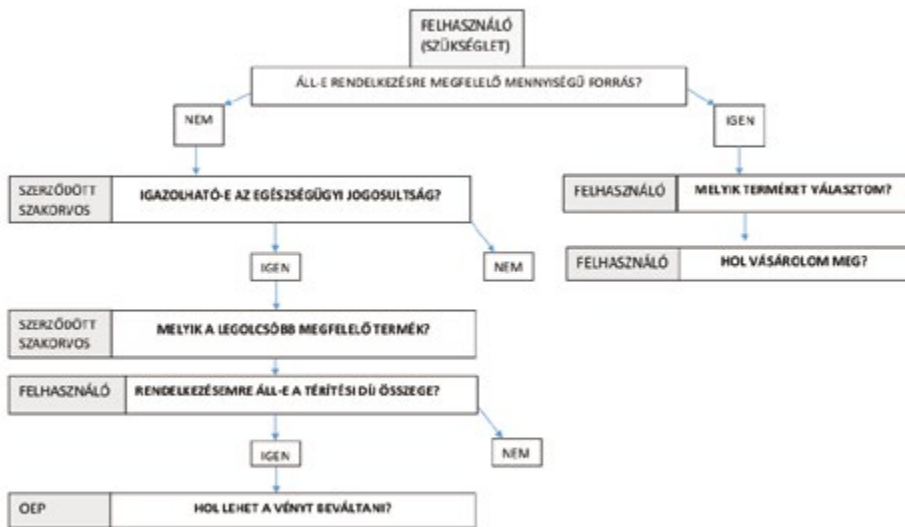 FELHASZNÁLÓ
(SZÜKSÉGLET)
ÁLL-E RENDELKEZÉSRE MEGFELELŐ MENNYISÉGŰ FORRÁS?
NEM
IGEN
SZERZŐDÖTT
SZAKORVOS
IGAZOLHATÓ-E AZ EGÉSZSÉGÜGYI JOGOSULTSÁG?
FELHASZNÁLÓ
MELYIK TERMÉKET VÁLASZTOM?
IGEN
NEM
FELHASZNÁLÓ
HOL VÁSÁROLOM MEG?
SZERZŐDÖTT
SZAKORVOS
MELYIK A LEGOLCSÓBB MEGFELELŐ TERMÉK?
FELHASZNÁLÓ
RENDELKEZÉSEMRE ÁLL-E A TÉRÍTÉSI DÍJ ÖSSZEGE?
IGEN
NEM
OEP
HOL LEHET A VÉNYT BEVÁLTANI?